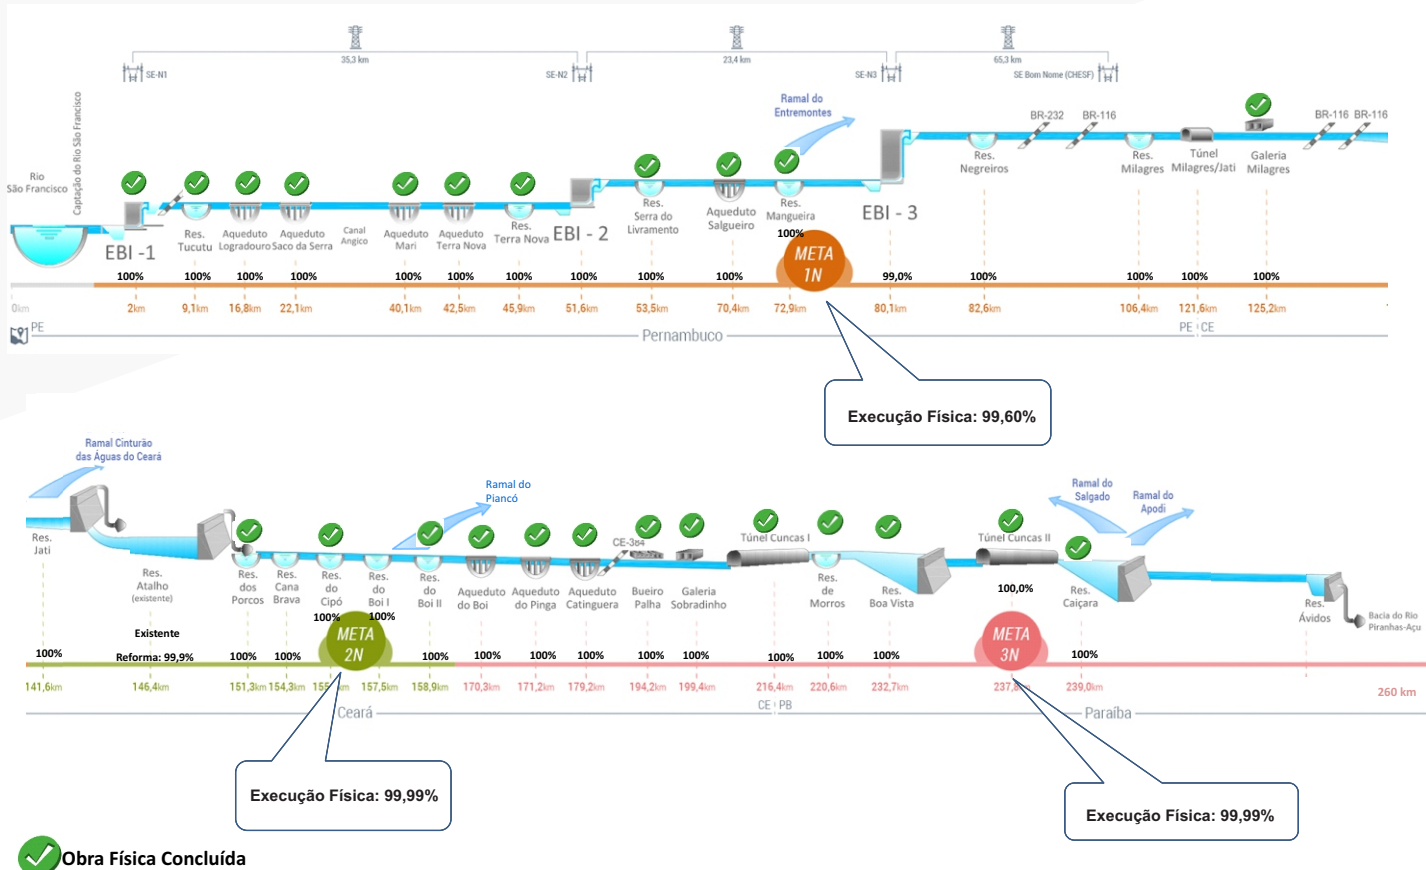 35,3 km
23,4 km
65,3 km
SE-N1
SE-N2
SE-N3
SE Bom Nome (CHESF)
Captação do Rio São Francisco
Rio
São Francisco
Ramal do
Entremontes
BR-232
BR-116
BR-116
BR-116
EBI -1
Res.
Tucutu
Aqueduto
Logradouro
Aqueduto
Saco da Serra
Canal
Angico
Aqueduto
Mari
Aqueduto
Terra Nova
Res.
Terra Nova
EBI - 2
Res.
Serra do
Livramento
Aqueduto
Salgueiro
Res.
Mangueira
EBI - 3
Res.
Negreiros
Res.
Milagres
Túnel
Milagres/Jati
Galeria
Milagres
100%
META
1N
100%
100%
100%
100%
100%
100%
100%
100%
100%
100%
99,0%
100%
100%
100%
100%
0km
2km
9,1km
16,8km
22,1km
40,1km
42,5km
45,9km
51,6km
53,5km
70,4km
72,9km
80,1km
82,6km
106,4km
121,6km
125,2km
PE
Pernambuco
PE
CE
Execução Física: 99,60%
Ramal Cinturão
das Águas do Ceará
Ramal do
Piancó
Ramal do
Salgado
Ramal do
Apodi
CE-384
Túnel Cuncas I
Túnel Cuncas II
Res.
Jati
Res.
Atalho
(existente)
Res.
dos
Porcos
Res.
Cana
Brava
Res.
do
Cipó
Res.
do
Boi I
Res.
do
Boi II
Aqueduto
do Boi
Aqueduto
do Pinga
Aqueduto
Catinguera
Bueiro
Palha
Galeria
Sobradinho
Res.
de
Morros
Res.
Boa Vista
100,0%
Res.
Caiçara
Res.
Ávidos
Bacia do Rio
Piranhas-Açu
100%
100%
META
2N
META
3N
Existente
Reforma: 99,9%
100%
100%
100%
100%
100%
100%
100%
100%
100%
100%
100%
100%
100%
141,6km
146,4km
151,3km
154,3km
157,5km
158,9km
170,3km
171,2km
179,2km
194,2km
199,4km
216,4km
220,6km
232,7km
239,0km
260 km
Ceará
CE
PB
Paraíba
Execução Física: 99,99%
Execução Física: 99,99%
Obra Física Concluída